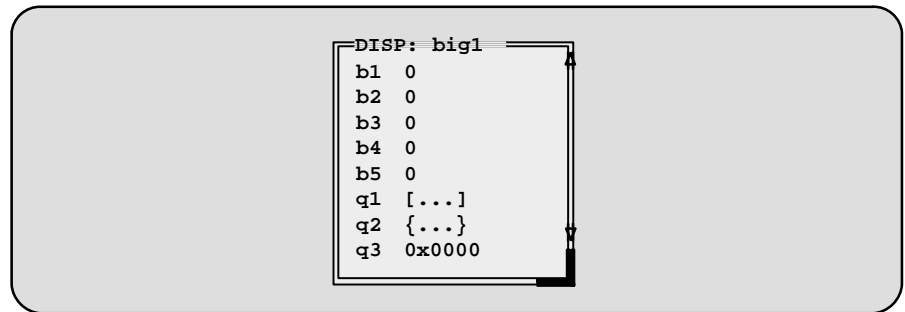 DISP: big1
b1 0
b2 0
b3 0
b4 0
b5 0
q1 [...]
q2 {...}
q3 0x0000